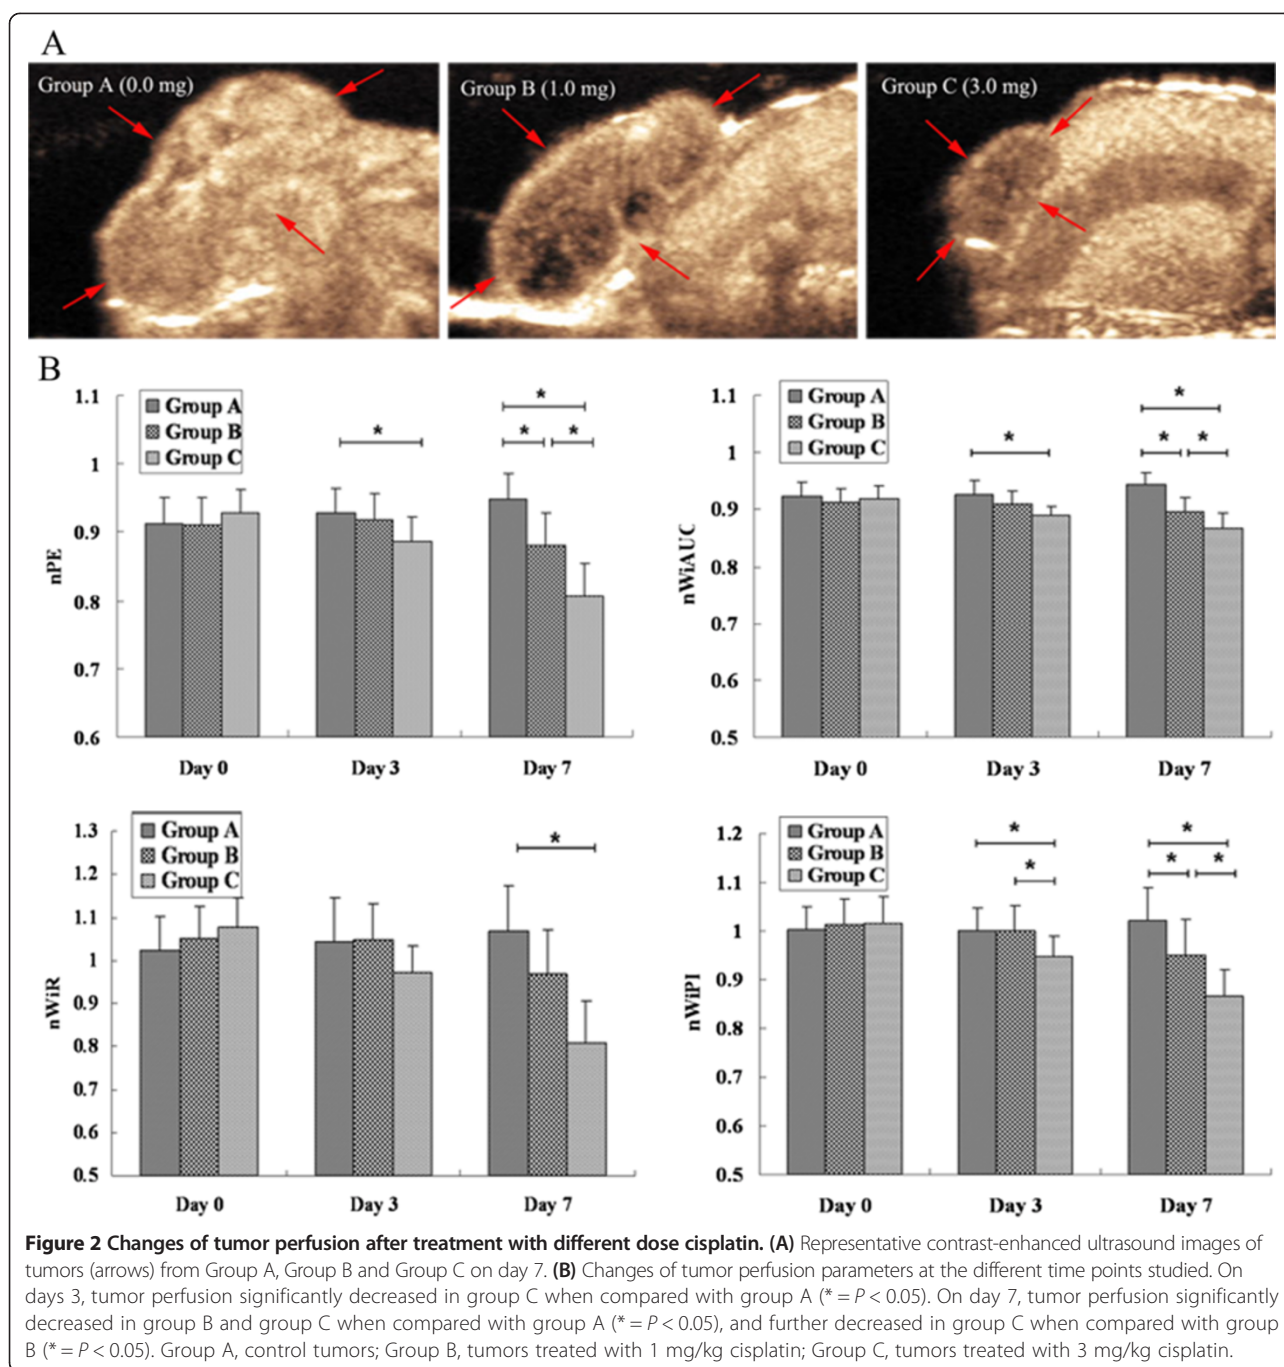 A
Group A (0.0 mg)
Group B (1.0 mg)
Group C (3.0 mg)
B
1.1
1
0.9
0.8
0.7
0.6
nPE
Group A
Group B
Group C
*
*
* *
Day 0 Day 3 Day 7
1.1
1
0.9
0.8
0.7
0.6
0.5
nWiAUC
Group A
Group B
Group C
*
*
* *
Day 0 Day 3 Day 7
1.3
1.2
1.1
1
0.9
0.8
0.7
0.6
0.5
nWiR
Group A
Group B
Group C
*
Day 0 Day 3 Day 7
1.2
1.1
1
0.9
0.8
0.7
0.6
0.5
nWiPI
Group A
Group B
Group C
* *
* * *
Day 0 Day 3 Day 7
Figure 2 Changes of tumor perfusion after treatment with different dose cisplatin. (A) Representative contrast-enhanced ultrasound images of
tumors (arrows) from Group A, Group B and Group C on day 7. (B) Changes of tumor perfusion parameters at the different time points studied. On
days 3, tumor perfusion significantly decreased in group C when compared with group A (* = P < 0.05). On day 7, tumor perfusion significantly
decreased in group B and group C when compared with group A (* = P < 0.05), and further decreased in group C when compared with group
B (* = P < 0.05). Group A, control tumors; Group B, tumors treated with 1 mg/kg cisplatin; Group C, tumors treated with 3 mg/kg cisplatin.